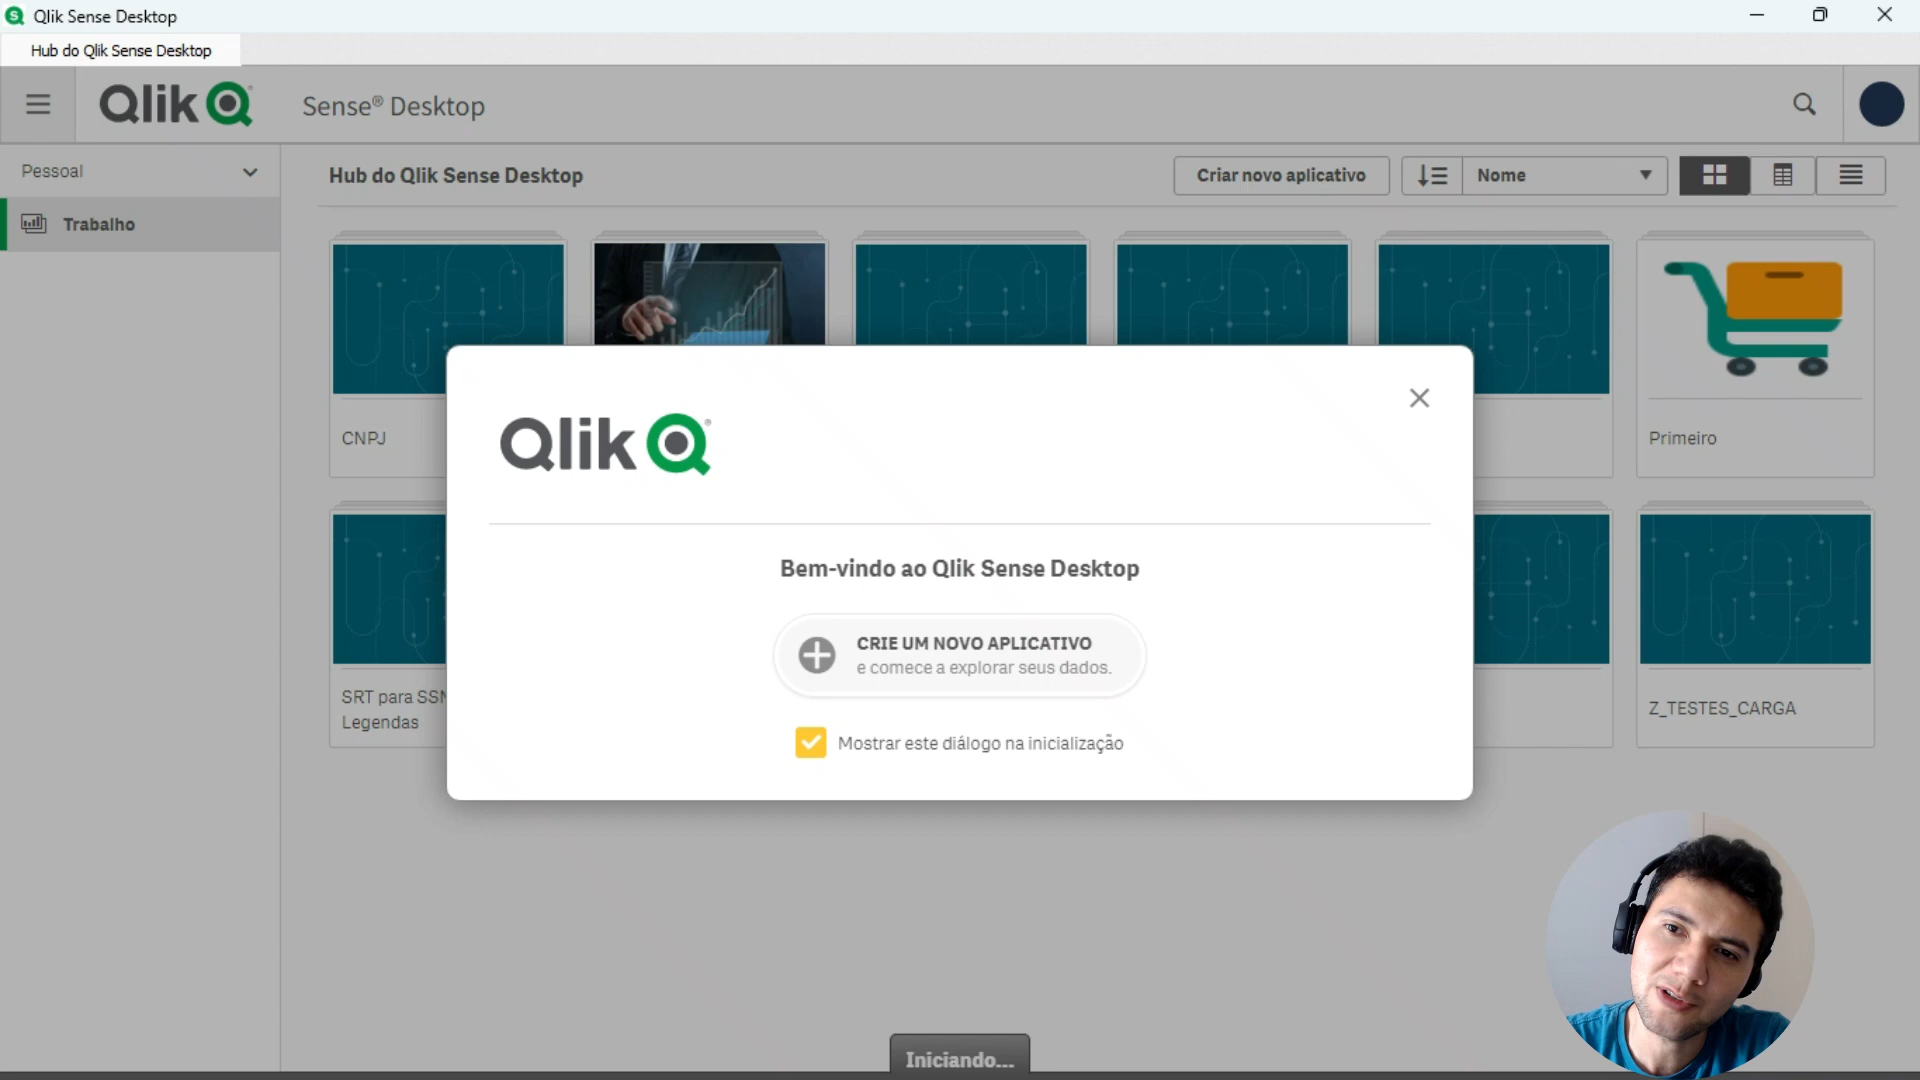 Qlik Sense Desktop
Hub do Qlik Sense Desktop
Qlik Sense® Desktop
Pessoal
Trabalho
Hub do Qlik Sense Desktop
Criar novo aplicativo
Nome
CNPJ
Primeiro
SRT para SS
Legendas
Z_TESTES_CARGA
Qlik
Bem-vindo ao Qlik Sense Desktop
CRIE UM NOVO APLICATIVO
e comece a explorar seus dados.
Mostrar este diálogo na inicialização
Iniciando...